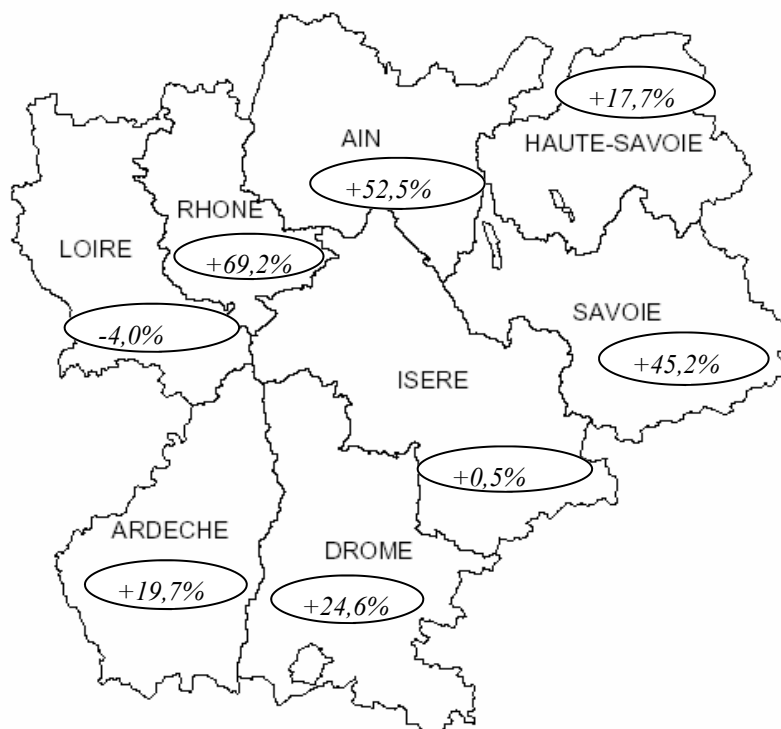 +17,7%
AIN
HAUTE-SAVOIE
+52,5%
RHONE
LOIRE
+69,2%
SAVOIE
-4,0%
+45,2%
ISERE
+0,5%
ARDECHE
DROME
+19,7%
+24,6%